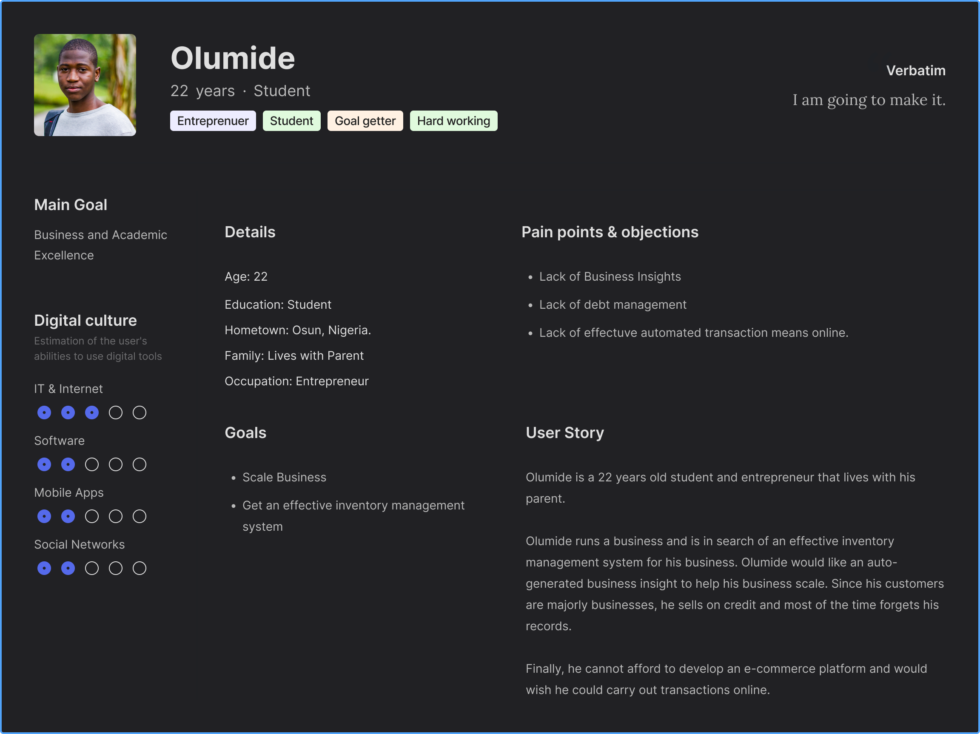 Olumide
22 years · Student
Entreprenuer Student Goal getter Hard working
Verbatim
I am going to make it.
Main Goal
Business and Academic
Excellence
Digital culture
Estimation of the user's
abilities to use digital tools
IT & Internet
Software
Mobile Apps
Social Networks
Details
Age: 22
Education: Student
Hometown: Osun, Nigeria.
Family: Lives with Parent
Occupation: Entrepreneur
Goals
• Scale Business
• Get an effective inventory management
system
Pain points & objections
• Lack of Business Insights
• Lack of debt management
• Lack of effectuve automated transaction means online.
User Story
Olumide is a 22 years old student and entrepreneur that lives with his
parent.
Olumide runs a business and is in search of an effective inventory
management system for his business. Olumide would like an auto-
generated business insight to help his business scale. Since his customers
are majorly businesses, he sells on credit and most of the time forgets his
records.
Finally, he cannot afford to develop an e-commerce platform and would
wish he could carry out transactions online.